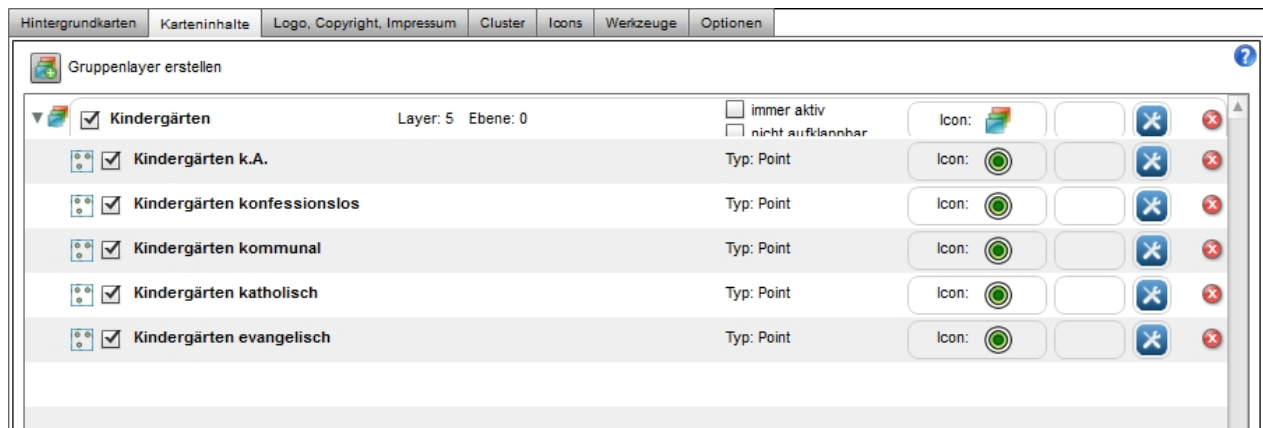 Hintergrundkarten Karteninhalte Logo, Copyright, Impressum Cluster Icons Werkzeuge Optionen
Gruppenlayer erstellen
Kindergärten Layer: 5 Ebene: 0 immer aktiv Icon:
nicht aufklappbar
Kindergärten k.A. Typ: Point Icon:
Kindergärten konfessionslos Typ: Point Icon:
Kindergärten kommunal Typ: Point Icon:
Kindergärten katholisch Typ: Point Icon:
Kindergärten evangelisch Typ: Point Icon: